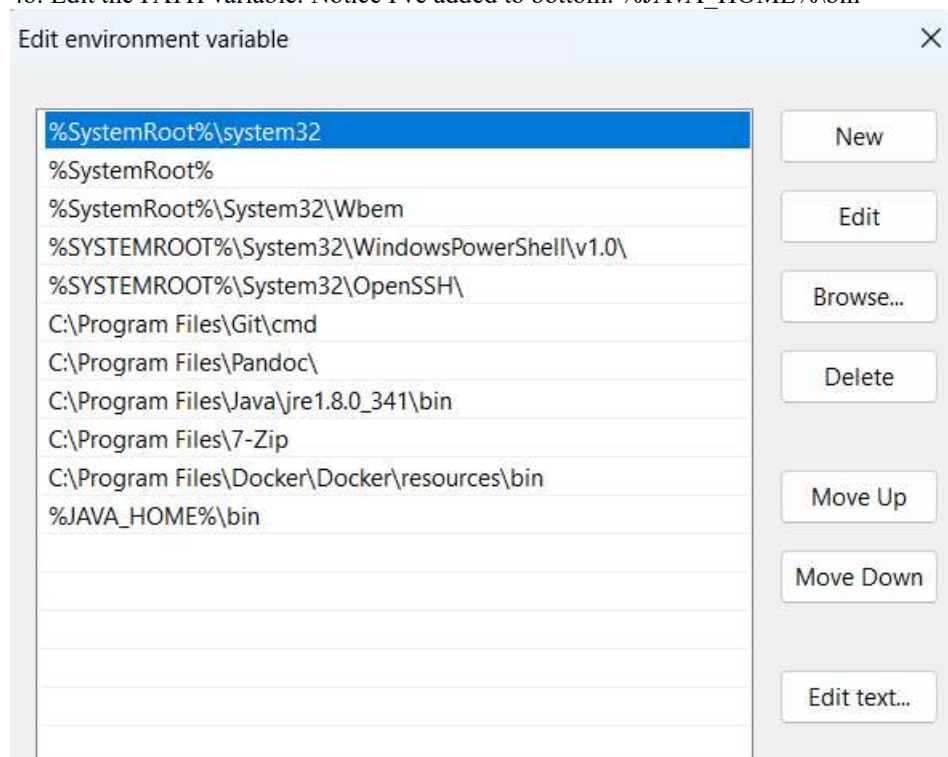 4b. Edit the PATH variable. Notice I've added to bottom: %JAVA_HOME%\bin
Edit environment variable
%SystemRoot%\system32
New
%SystemRoot%
%SystemRoot%\System32\Wbem
Edit
%SYSTEMROOT%\System32\WindowsPowerShell\v1.0\
%SYSTEMROOT%\System32\OpenSSH\
Browse...
C:\Program Files\Git\cmd
C:\Program Files\Pandoc\
Delete
C:\Program Files\Java\jre1.8.0_341\bin
C:\Program Files\7-Zip
C:\Program Files\Docker\Docker\resources\bin
Move Up
%JAVA_HOME%\bin
Move Down
Edit text...